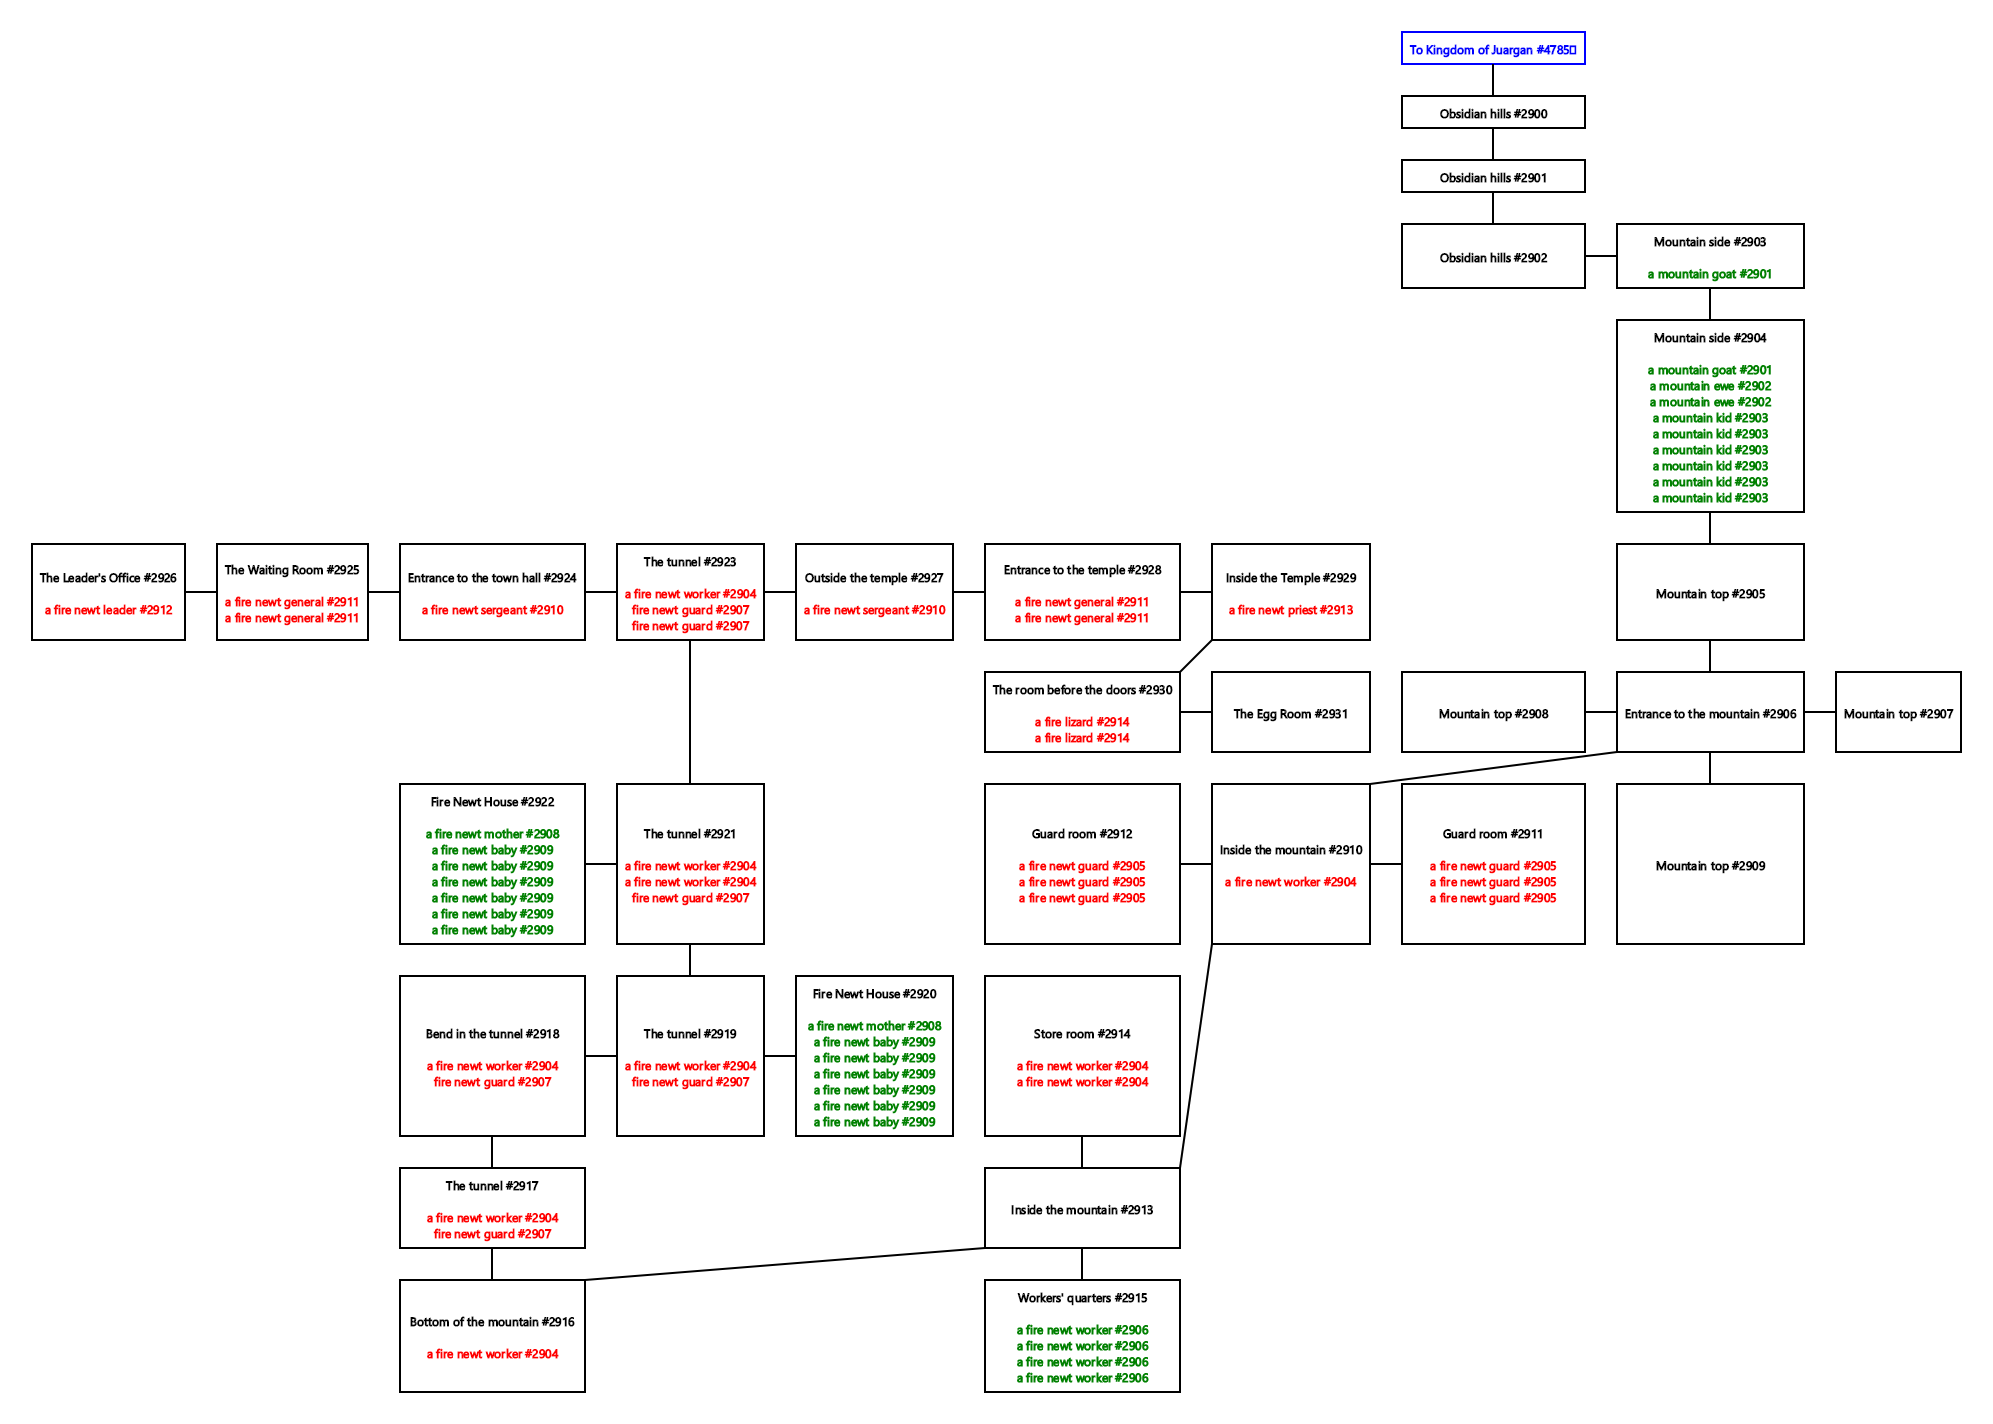 To Kingdom of Juargan #4785
Obsidian hills #2900
Obsidian hills #2901
Obsidian hills #2902
Mountain side #2903
a mountain goat #2901
Mountain side #2904
a mountain goat #2901
a mountain ewe #2902
a mountain ewe #2902
a mountain kid #2903
a mountain kid #2903
a mountain kid #2903
a mountain kid #2903
a mountain kid #2903
a mountain kid #2903
The Leader's Office #2926
a fire newt leader #2912
The Waiting Room #2925
a fire newt general #2911
a fire newt general #2911
Entrance to the town hall #2924
a fire newt sergeant #2910
The tunnel #2923
a fire newt worker #2904
fire newt guard #2907
fire newt guard #2907
Outside the temple #2927
a fire newt sergeant #2910
Entrance to the temple #2928
a fire newt general #2911
a fire newt general #2911
Inside the Temple #2929
a fire newt priest #2913
Mountain top #2905
The room before the doors #2930
a fire lizard #2914
a fire lizard #2914
The Egg Room #2931
Mountain top #2908
Entrance to the mountain #2906
Mountain top #2907
Fire Newt House #2922
a fire newt mother #2908
a fire newt baby #2909
a fire newt baby #2909
a fire newt baby #2909
a fire newt baby #2909
a fire newt baby #2909
a fire newt baby #2909
The tunnel #2921
a fire newt worker #2904
a fire newt worker #2904
fire newt guard #2907
Guard room #2912
a fire newt guard #2905
a fire newt guard #2905
a fire newt guard #2905
Inside the mountain #2910
a fire newt worker #2904
Guard room #2911
a fire newt guard #2905
a fire newt guard #2905
a fire newt guard #2905
Mountain top #2909
Bend in the tunnel #2918
a fire newt worker #2904
fire newt guard #2907
The tunnel #2919
a fire newt worker #2904
fire newt guard #2907
Fire Newt House #2920
a fire newt mother #2908
a fire newt baby #2909
a fire newt baby #2909
a fire newt baby #2909
a fire newt baby #2909
a fire newt baby #2909
a fire newt baby #2909
Store room #2914
a fire newt worker #2904
a fire newt worker #2904
The tunnel #2917
a fire newt worker #2904
fire newt guard #2907
Inside the mountain #2913
Bottom of the mountain #2916
a fire newt worker #2904
Workers' quarters #2915
a fire newt worker #2906
a fire newt worker #2906
a fire newt worker #2906
a fire newt worker #2906